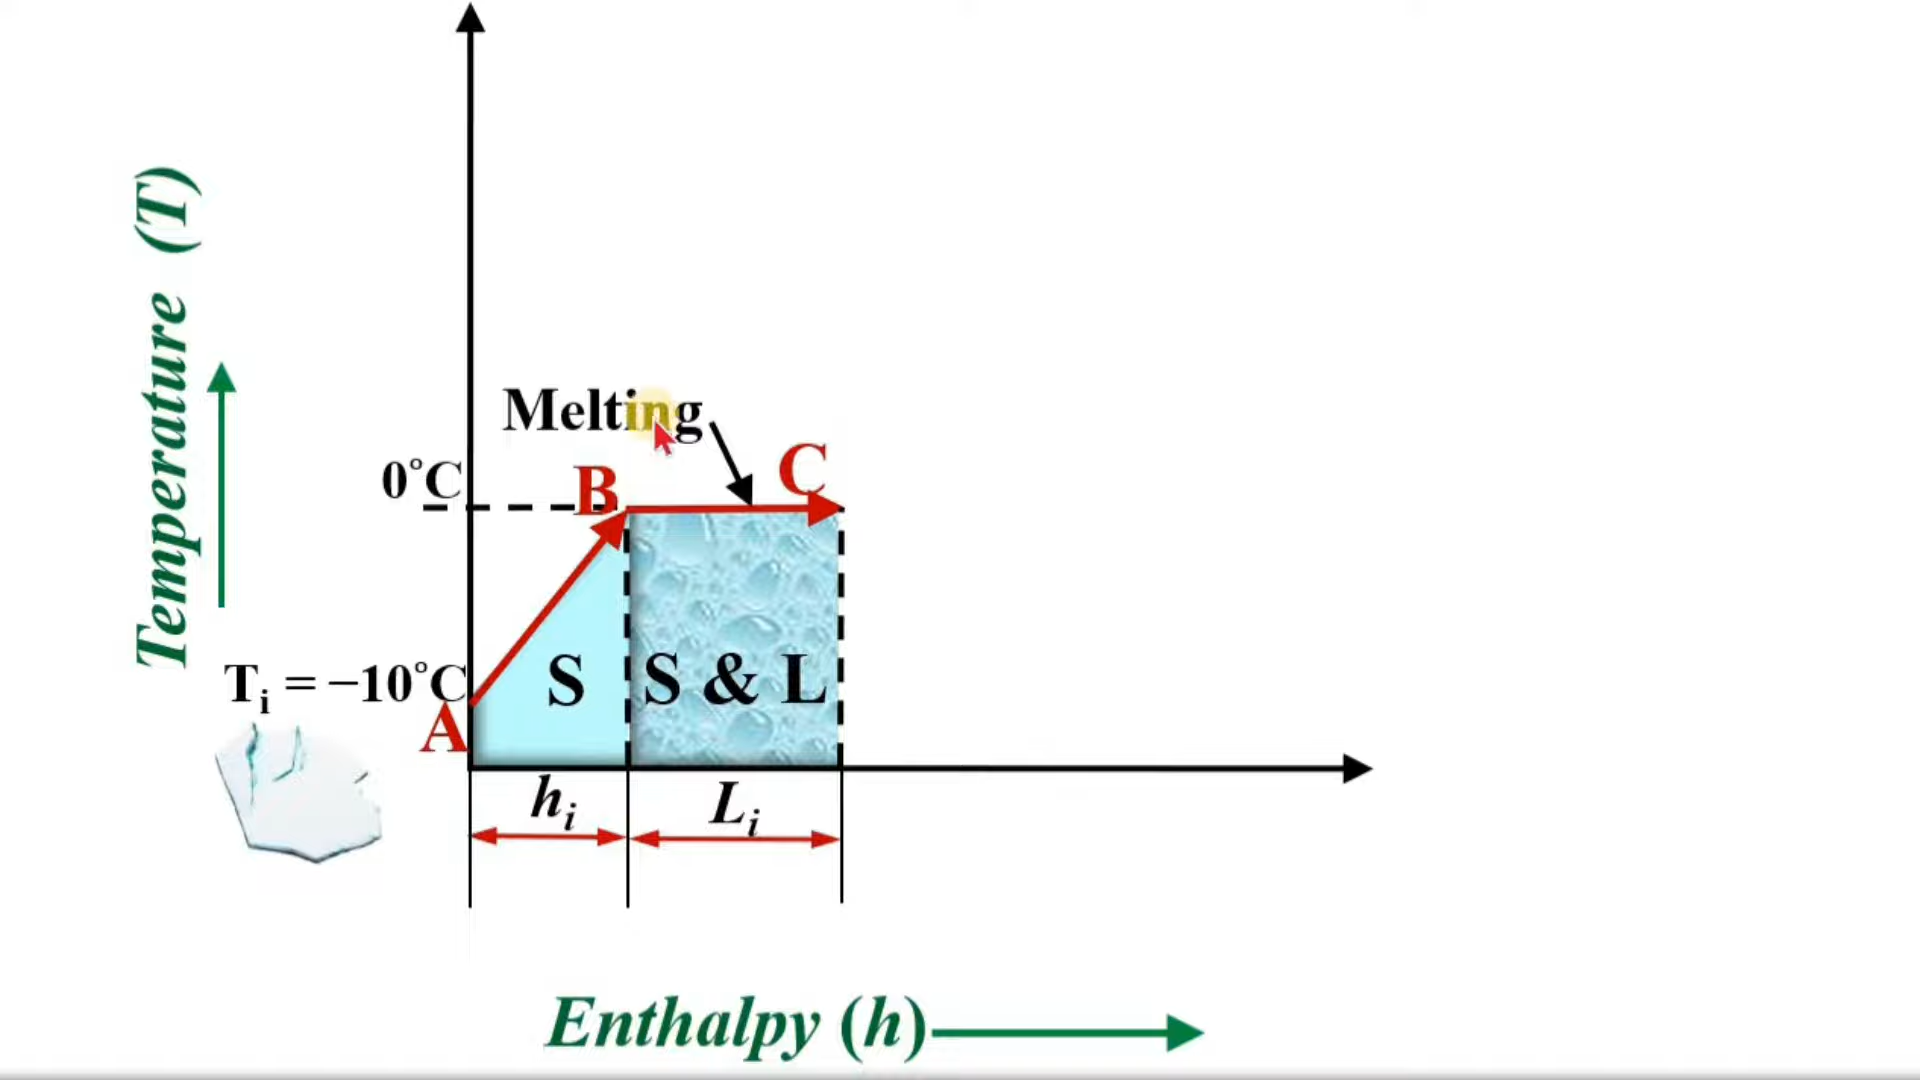 Temperature (T)
Melting
0°C
B
C
Tᵢ = −10°C
A
S
S & L
hᵢ
Lᵢ
Enthalpy (h)